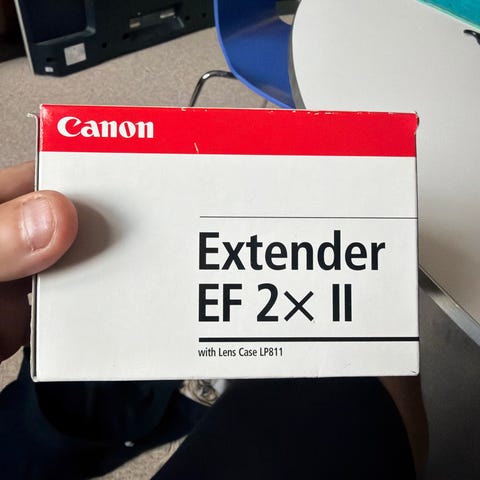 Canon
Extender
EF 2× II
with Lens Case LP811